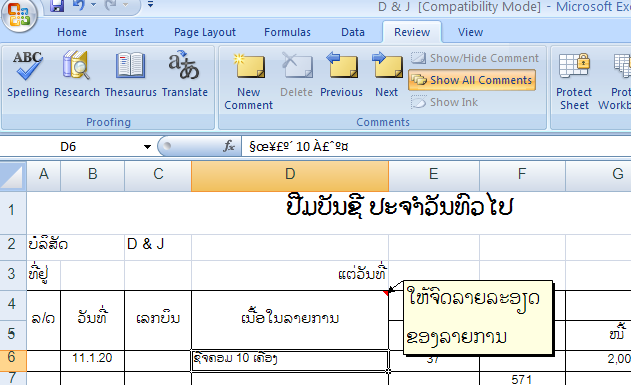 D & J [Compatibility Mode] - Microsoft Exc
Home Insert Page Layout Formulas Data Review View
ABC
Spelling Research Thesaurus Translate
New Comment Delete Previous Next
Show/Hide Comment
Show All Comments
Show Ink
Protect Sheet
Protect Workb
Proofing Comments
D6 fx §œ¥£º´ 10 À£ˆº¤
A B C D E F G
1 ປຶ້ມບັນຊີ ປະຈຳວັນທົ່ວໄປ
2 ບໍລິສັດ D & J
3 ທີ່ຢູ່ ແຕ່ວັນທີ່
ໃຫ້ຈົດລາຍລະອຽດ
ຂອງລາຍການ
4 ລ/ດ ວັນທີ່ ເລກບິນ ເນື້ອໃນລາຍການ
5 ໜີ້
6 11.1.20 ຊື້ຈໍຄອມ 10 ເຄື່ອງ 37 2,00
7 571